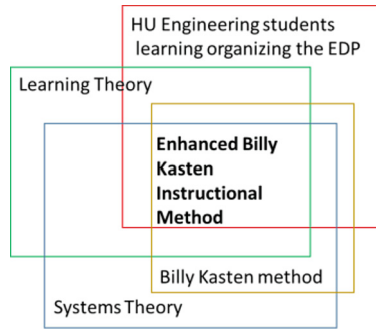 HU Engineering students
learning organizing the EDP
Learning Theory
Enhanced Billy
Kasten
Instructional
Method
Billy Kasten method
Systems Theory